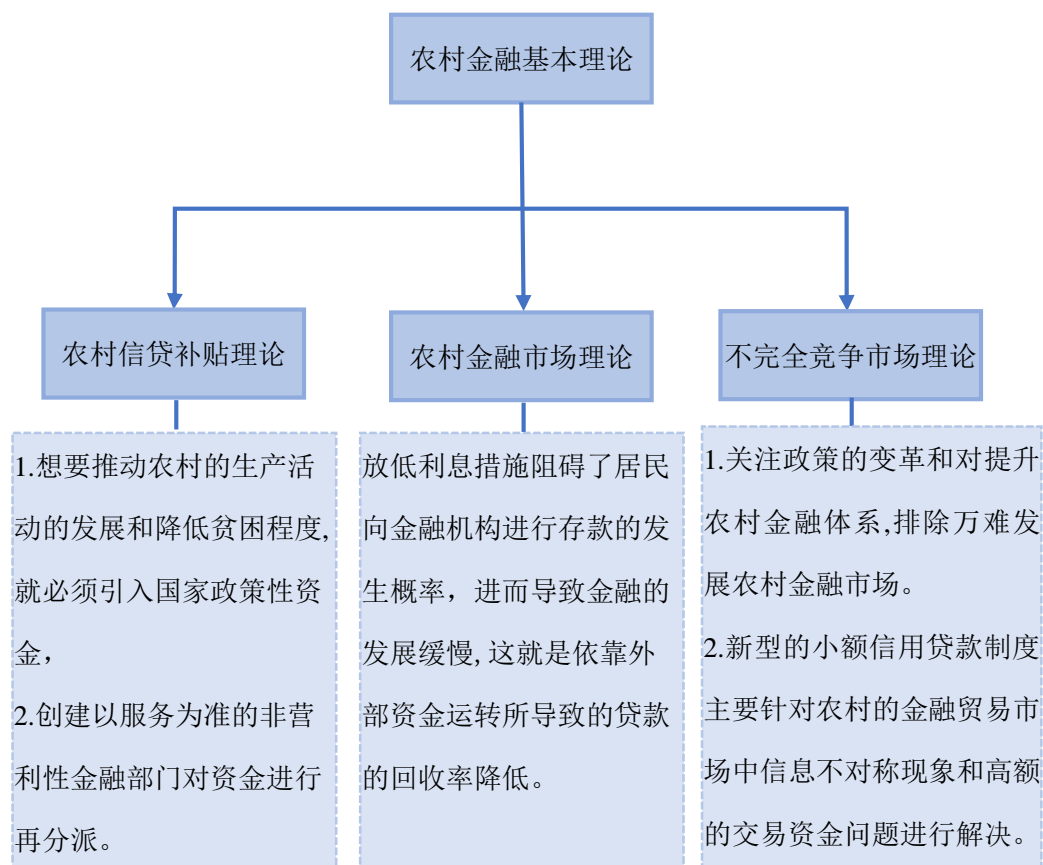 农村金融基本理论
农村信贷补贴理论
农村金融市场理论
不完全竞争市场理论
1.想要推动农村的生产活
动的发展和降低贫困程度,
就必须引入国家政策性资
金，
2.创建以服务为准的非营
利性金融部门对资金进行
再分派。
放低利息措施阻碍了居民
向金融机构进行存款的发
生概率，进而导致金融的
发展缓慢,这就是依靠外
部资金运转所导致的贷款
的回收率降低。
1.关注政策的变革和对提升
农村金融体系,排除万难发
展农村金融市场。
2.新型的小额信用贷款制度
主要针对农村的金融贸易市
场中信息不对称现象和高额
的交易资金问题进行解决。